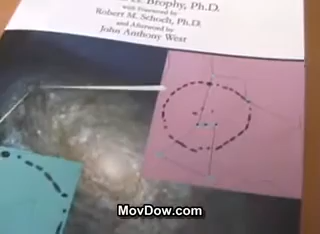 Brophy, Ph.D.
with Foreword by
Robert M. Schoch, Ph.D.
and Afterword by
John Anthony West
MovDow.com